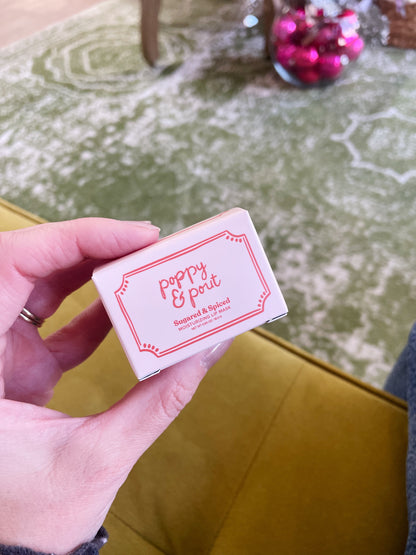 poppy
& pout
Sugared & Spiced
MOISTURIZING LIP MASK